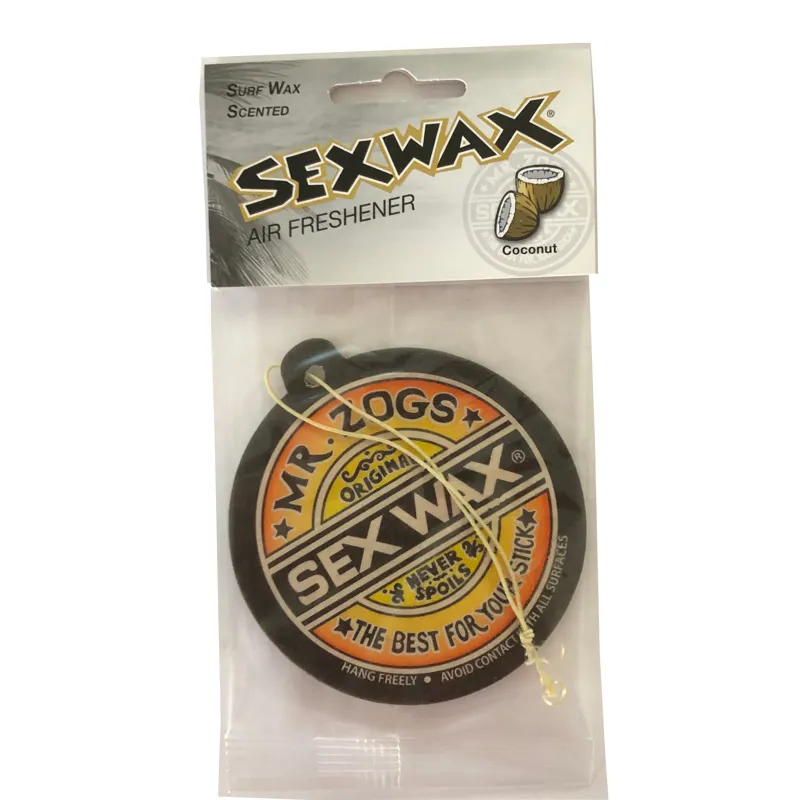 SURF WAX
SCENTED
SEXWAX®
AIR FRESHENER
Coconut
MR. ZOGS
ORIGINAL
SEX WAX®
NEVER
SPOILS
THE BEST FOR YOUR STICK
HANG FREELY • AVOID CONTACT WITH ALL SURFACES